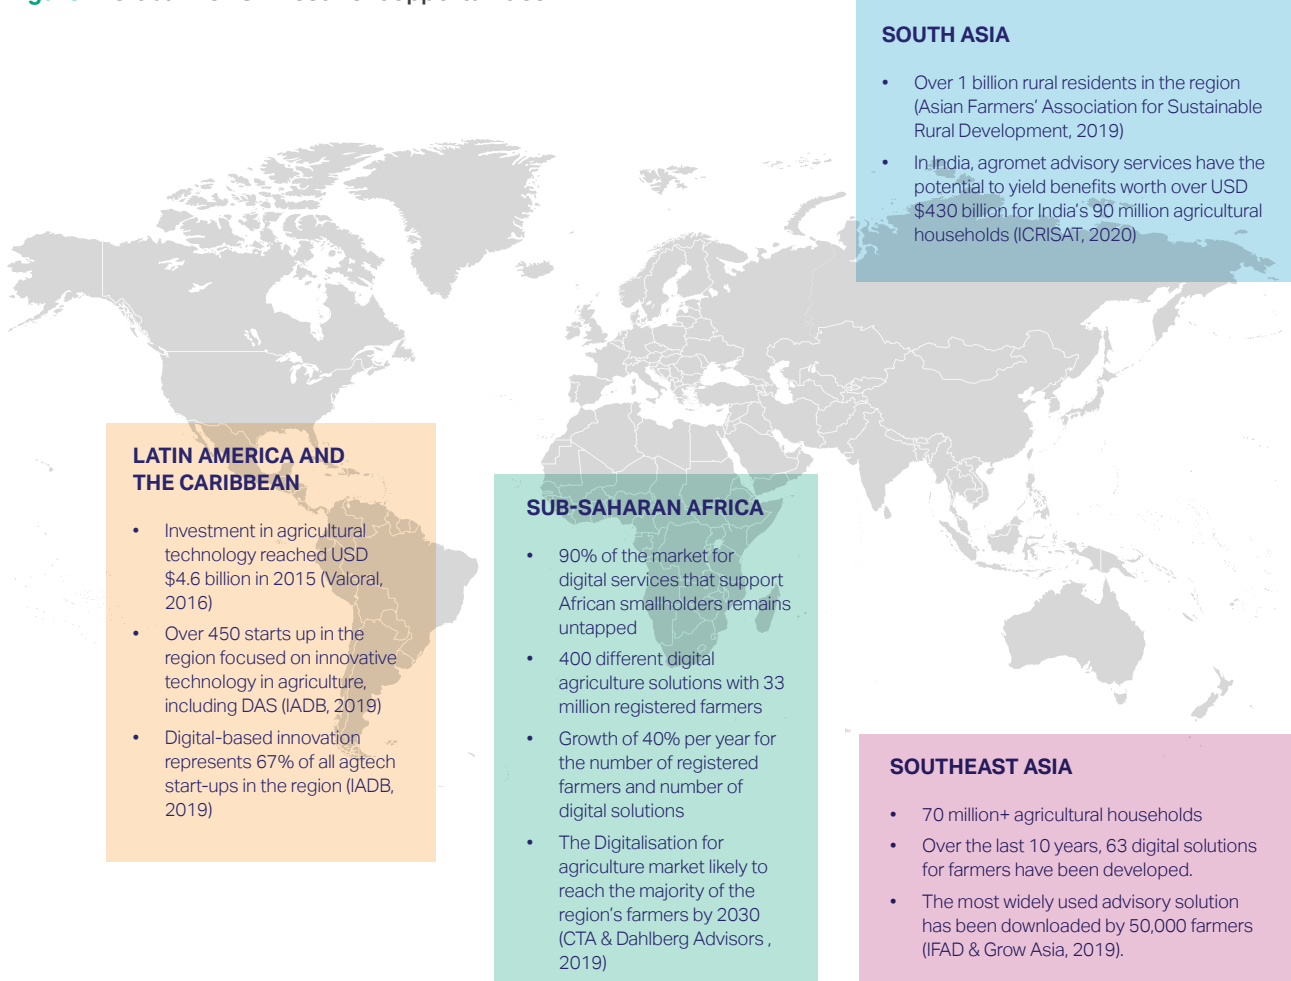 SOUTH ASIA
• Over 1 billion rural residents in the region
(Asian Farmers' Association for Sustainable
Rural Development, 2019)
• In India, agromet advisory services have the
potential to yield benefits worth over USD
$430 billion for India's 90 million agricultural
households (ICRISAT, 2020)
LATIN AMERICA AND
THE CARIBBEAN
• Investment in agricultural
technology reached USD
$4.6 billion in 2015 (Valoral,
2016)
• Over 450 starts up in the
region focused on innovative
technology in agriculture,
including DAS (IADB, 2019)
• Digital-based innovation
represents 67% of all agtech
start-ups in the region (IADB,
2019)
SUB-SAHARAN AFRICA
• 90% of the market for
digital services that support
African smallholders remains
untapped
• 400 different digital
agriculture solutions with 33
million registered farmers
• Growth of 40% per year for
the number of registered
farmers and number of
digital solutions
• The Digitalisation for
agriculture market likely to
reach the majority of the
region's farmers by 2030
(CTA & Dahlberg Advisors ,
2019)
SOUTHEAST ASIA
• 70 million+ agricultural households
• Over the last 10 years, 63 digital solutions
for farmers have been developed.
• The most widely used advisory solution
has been downloaded by 50,000 farmers
(IFAD & Grow Asia, 2019).